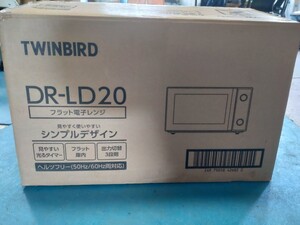 TWINBIRD
DR-LD20
フラット電子レンジ
見やすく使いやすい
シンプルデザイン
見やすい
光るタイマー
フラット
庫内
出力切替
3段階
ヘルツフリー(50Hz/60Hz両対応)